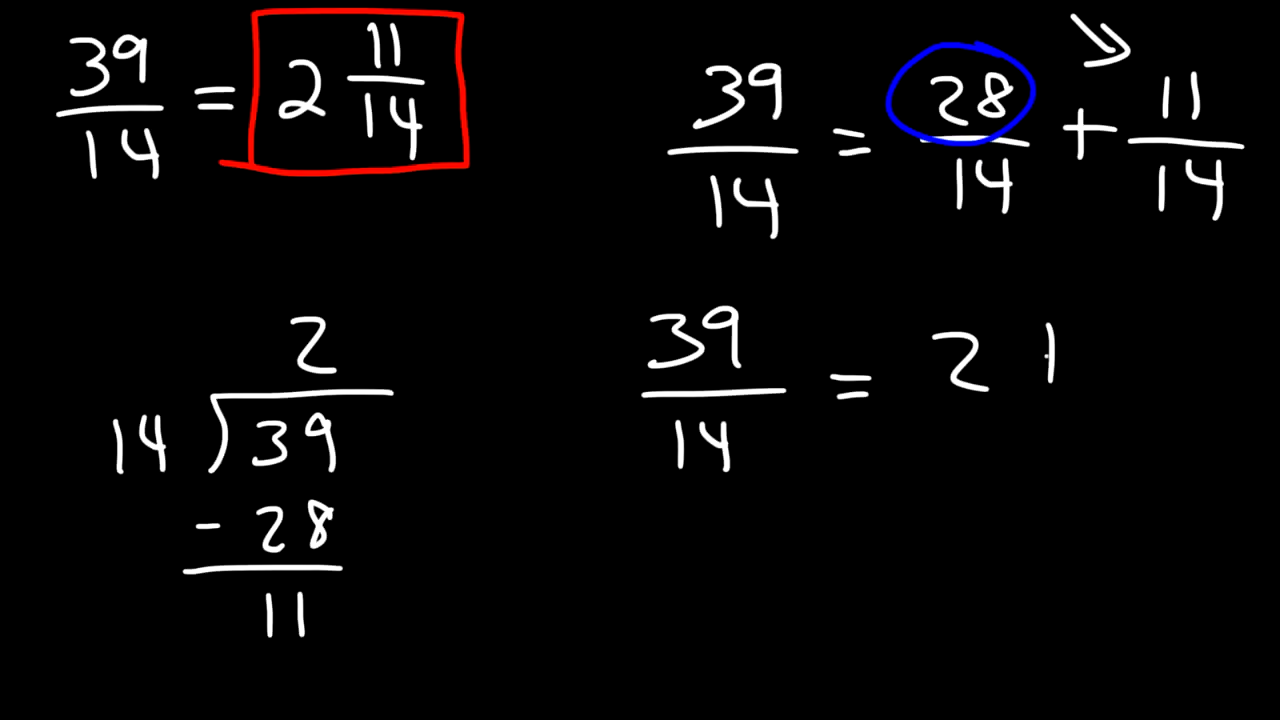 39/14 = 2 11/14
39/14 = 28/14 + 11/14
2
14 ) 39
- 28
11
39/14 = 2 1